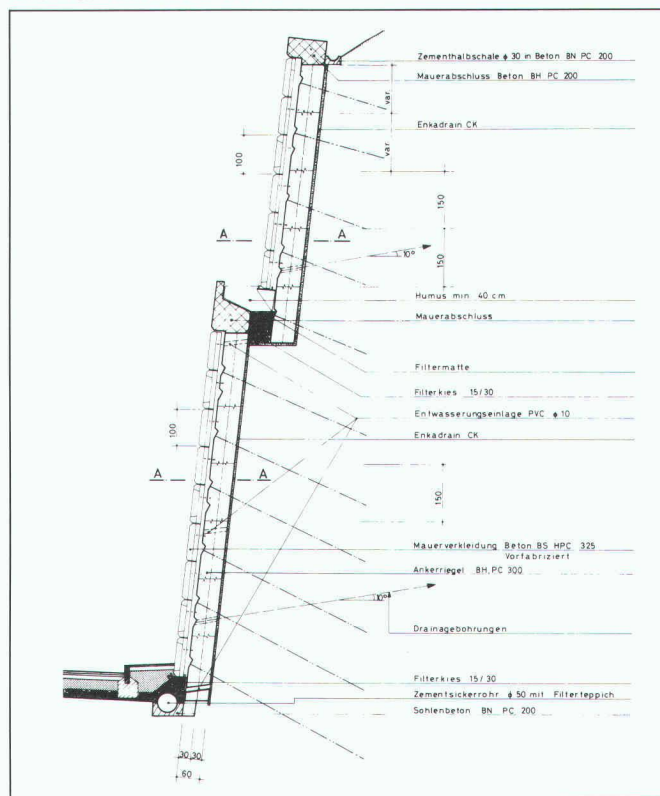 Zementhalbschale ϕ 30 in Beton BN PC 200
Mauerabschluss Beton BH PC 200
var.
Enkadrain CK
var.
100
150
A A
150
10°
Humus min 40 cm
Mauerabschluss
Filtermatte
Filterkies 15/30
Entwasserungseinlage PVC ϕ 10
100
Enkadrain CK
A A
150
Mauerverkleidung Beton BS HPC 325
Vorfabriziert
Ankerriegel BH, PC 300
10°
Drainagebohrungen
Filterkies 15/30
Zementsickerrohr ϕ 50 mit Filterteppich
Sohlenbeton BN PC 200
30 30
60